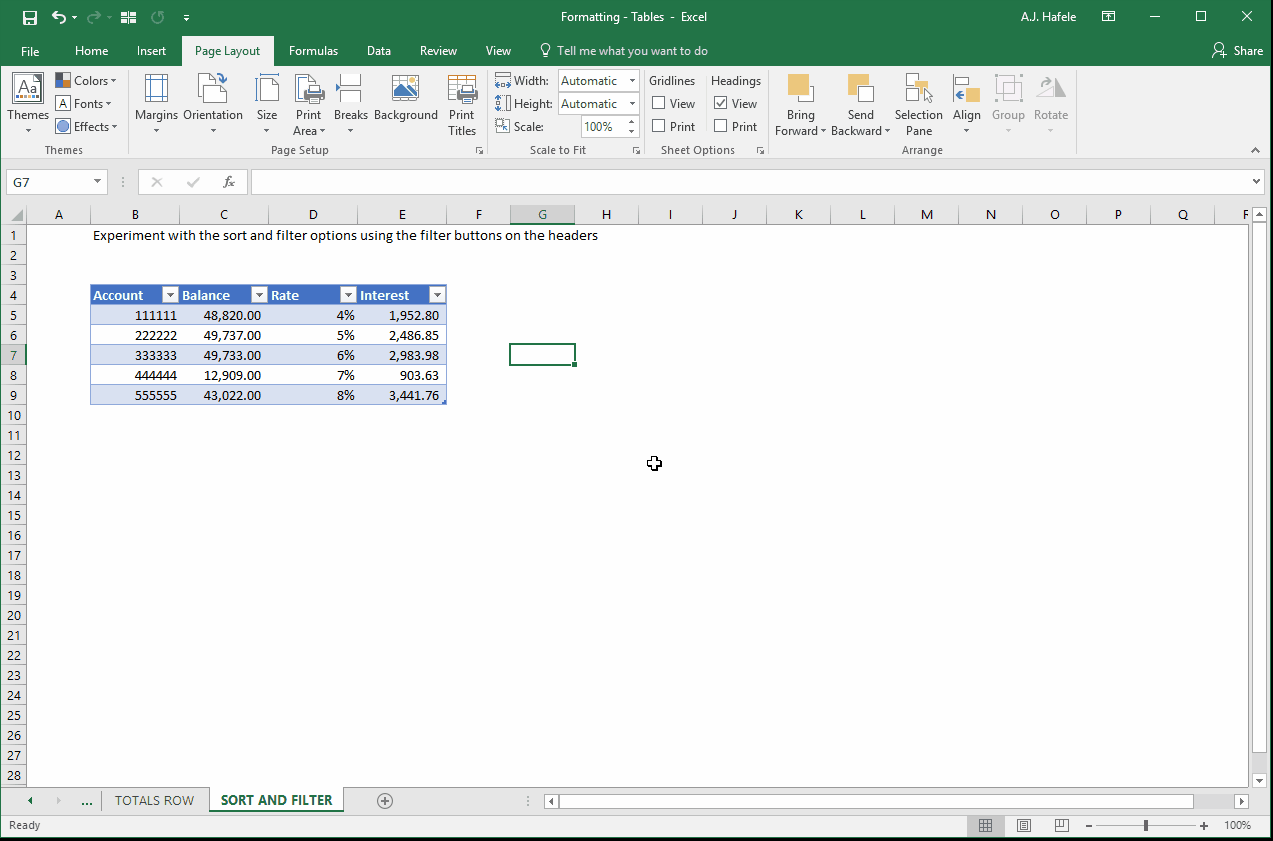 Formatting - Tables - Excel
A.J. Hafele
File Home Insert Page Layout Formulas Data Review View Tell me what you want to do Share
Aa Colors Width: Automatic Gridlines Headings
A Fonts Height: Automatic View View
Themes Effects Margins Orientation Size Print Area Breaks Background Print Titles Scale: 100% Print Print Bring Forward Send Backward Selection Pane Align Group Rotate
Themes Page Setup Scale to Fit Sheet Options Arrange
G7 fx
A B C D E F G H I J K L M N O P Q R
1 Experiment with the sort and filter options using the filter buttons on the headers
2
3
4 Account Balance Rate Interest
5 111111 48,820.00 4% 1,952.80
6 222222 49,737.00 5% 2,486.85
7 333333 49,733.00 6% 2,983.98
8 444444 12,909.00 7% 903.63
9 555555 43,022.00 8% 3,441.76
10
11
12
13
14
15
16
17
18
19
20
21
22
23
24
25
26
27
28
... TOTALS ROW SORT AND FILTER
Ready 100%